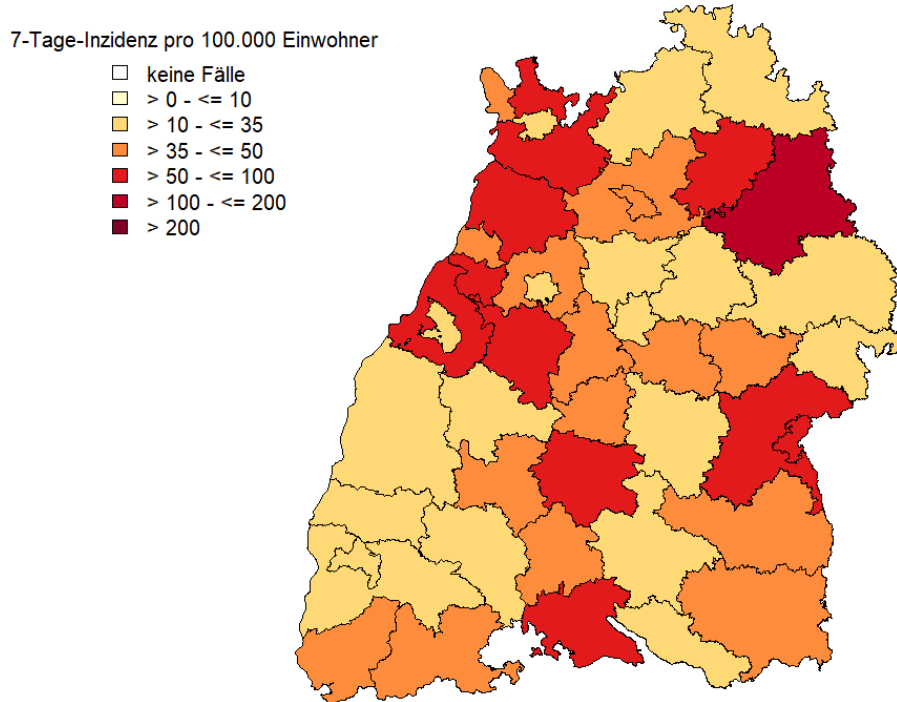 7-Tage-Inzidenz pro 100.000 Einwohner
keine Fälle
> 0 - <= 10
> 10 - <= 35
> 35 - <= 50
> 50 - <= 100
> 100 - <= 200
> 200